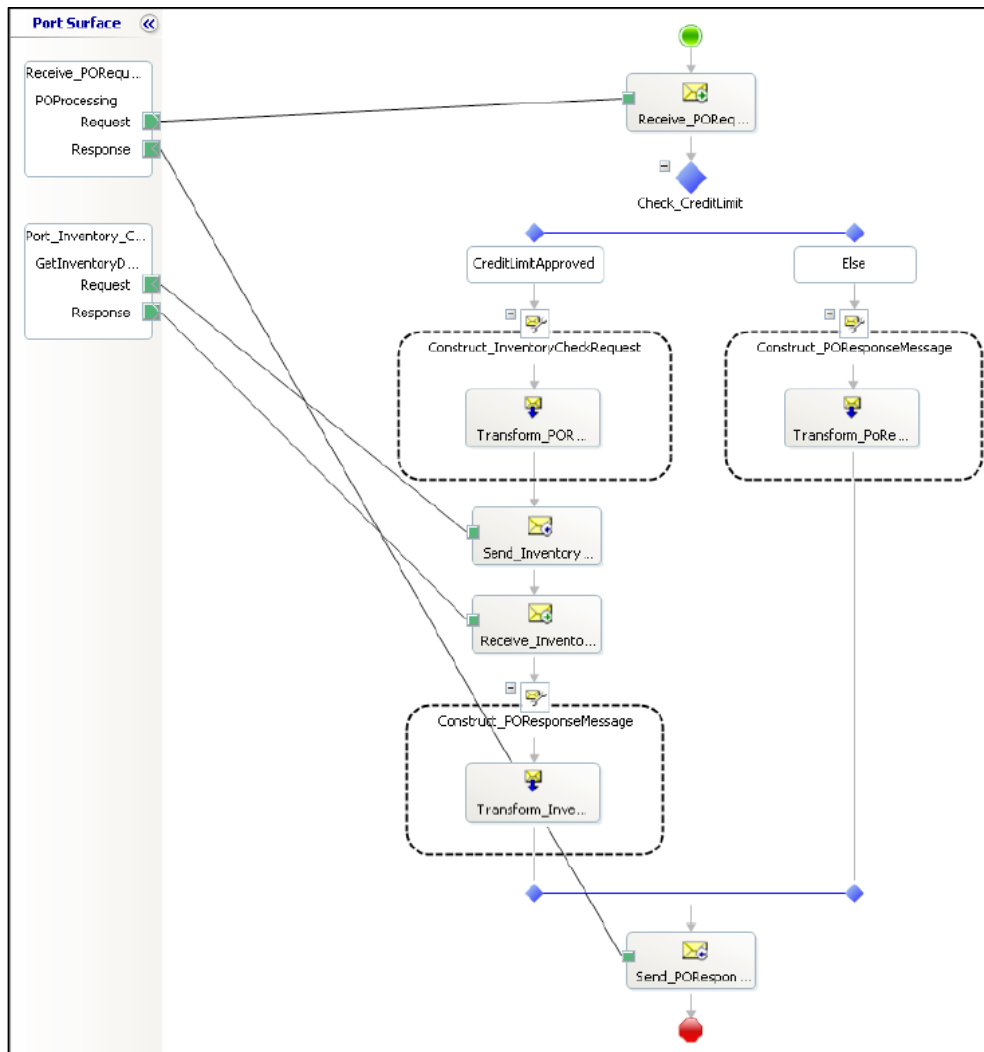 Port Surface
Receive_PORequ...
POProcessing
Request
Response
Port_Inventory_C...
GetInventoryD...
Request
Response
Receive_POReq...
Check_CreditLimit
CreditLimitApproved
Else
Construct_InventoryCheckRequest
Construct_POResponseMessage
Transform_POR...
Transform_PoRe...
Send_Inventory...
Receive_Invento...
Construct_POResponseMessage
Transform_Inve...
Send_PORespon...